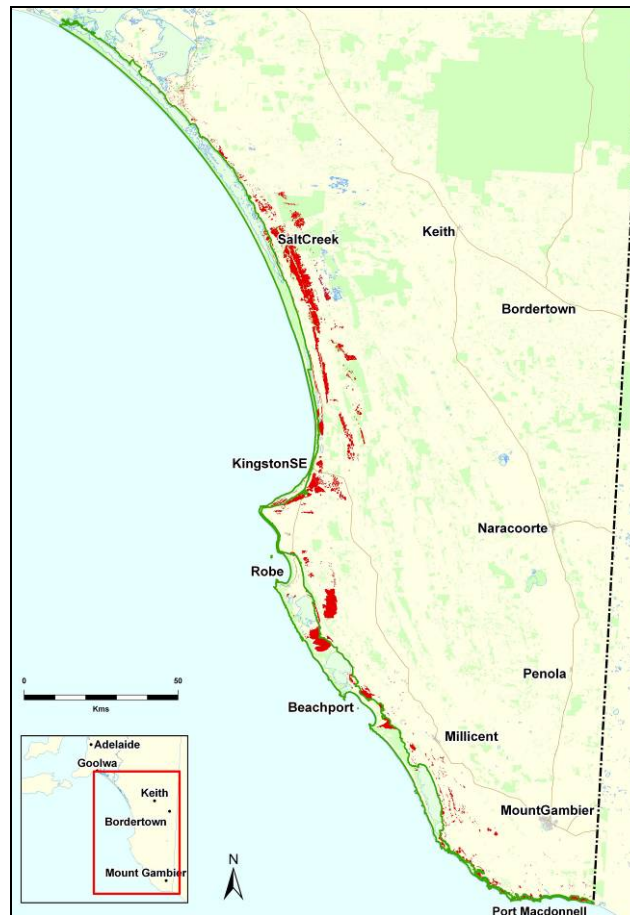 SaltCreek
Keith
Bordertown
KingstonSE
Naracoorte
Robe
Penola
Beachport
Millicent
MountGambier
Port Macdonnell
0
50
Kms
N
Adelaide
Goolwa
Keith
Bordertown
Mount Gambier